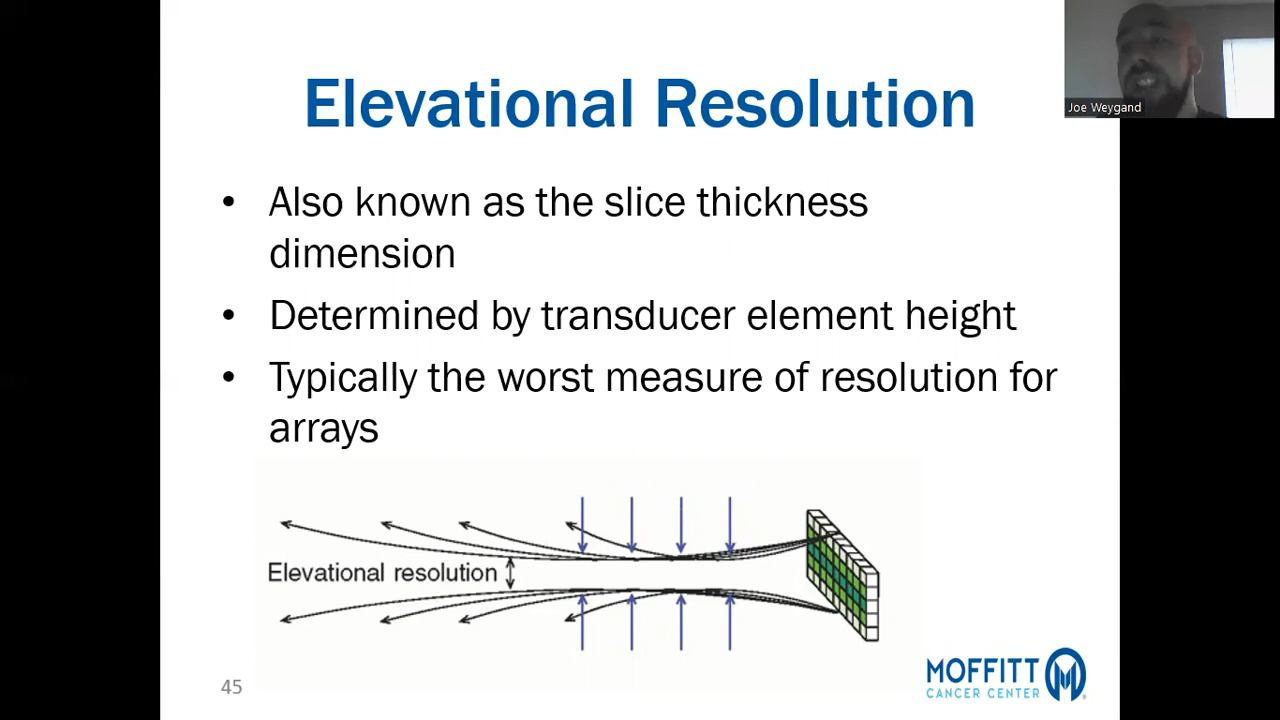 Elevational Resolution
Joe Weygand
• Also known as the slice thickness
dimension
• Determined by transducer element height
• Typically the worst measure of resolution for
arrays
Elevational resolution
45
MOFFITT
CANCER CENTER